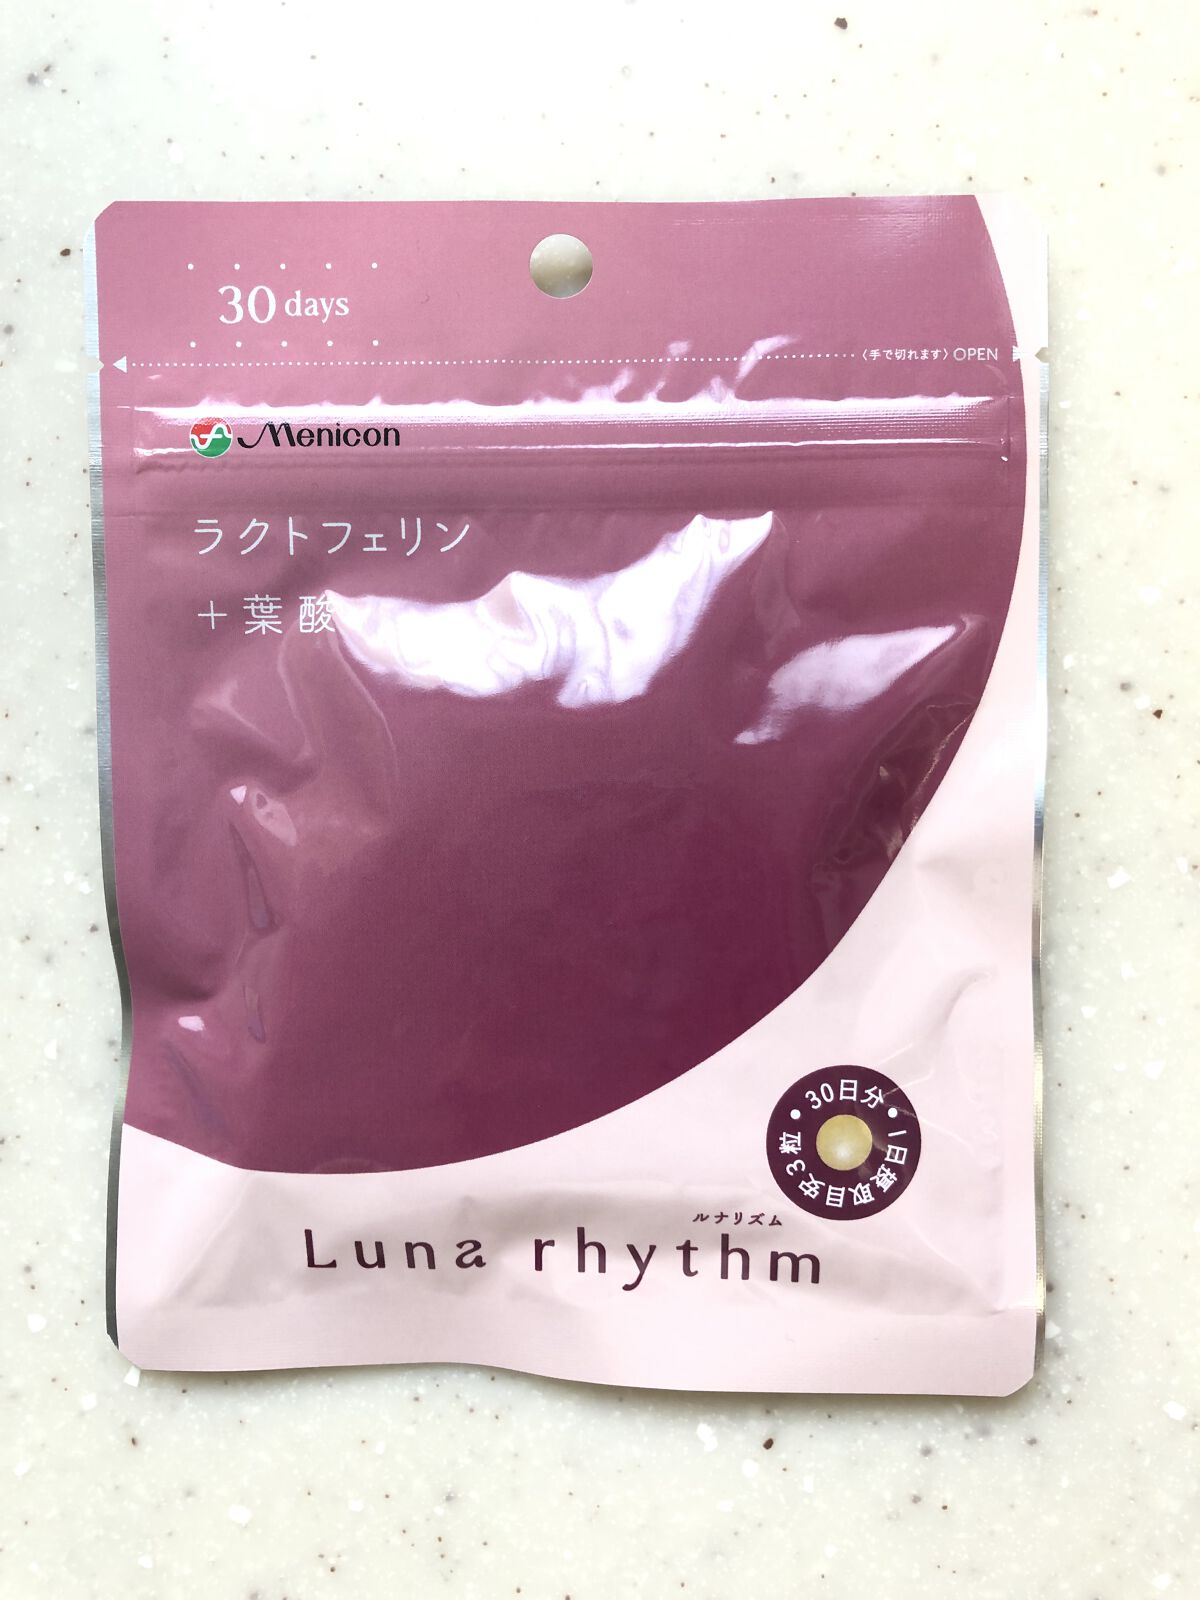 30 days
〈手で切れます〉OPEN
Menicon
ラクトフェリン
+葉酸
30日分・1日摂取目安3粒・
ルナリズム
Luna rhythm